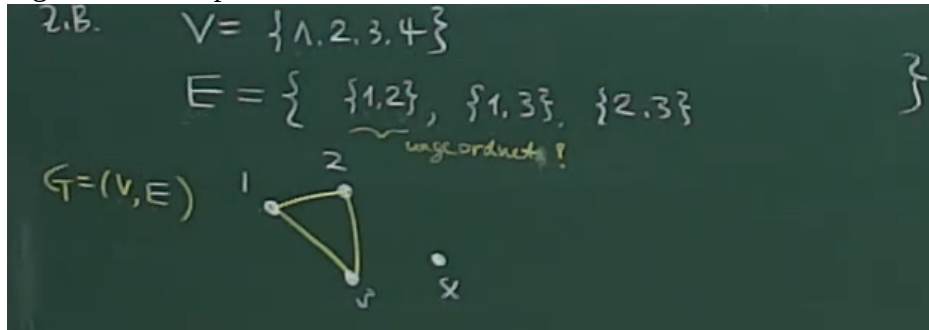 z.B. V = {1,2,3,4}
E = { {1,2}, {1,3}, {2,3} }
ungeordnet !
G=(V,E)
1
2